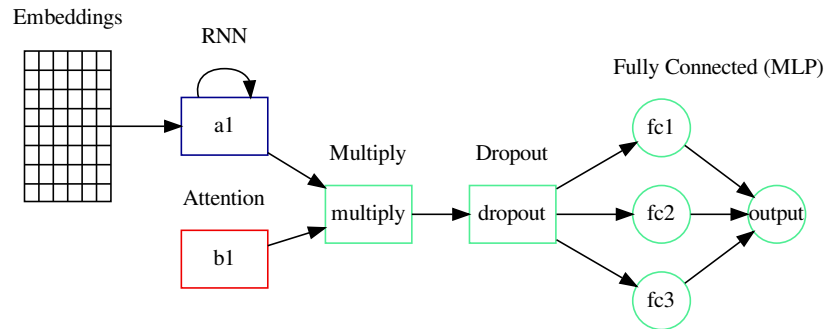 Embeddings
RNN
a1
Attention
b1
Multiply
multiply
Dropout
dropout
Fully Connected (MLP)
fc1
fc2
fc3
output